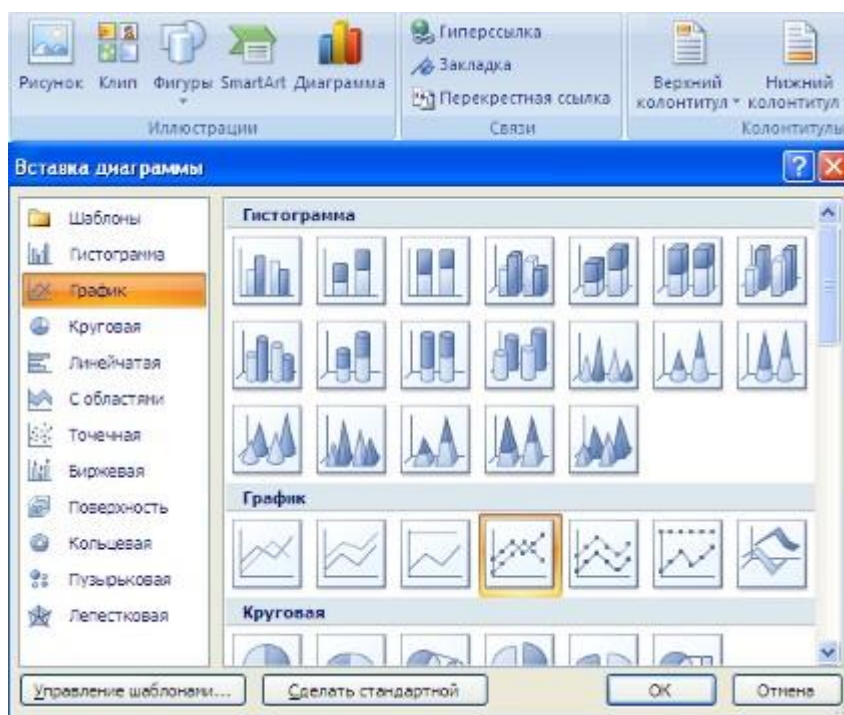 Рисунок Клип Фигуры SmartArt Диаграмма
Гиперссылка
Закладка
Перекрестная ссылка
Верхний колонтитул
Нижний колонтитул
Иллюстрации
Связи
Колонтитулы
Вставка диаграммы
Шаблоны
Гистограмма
График
Круговая
Линейчатая
С областями
Точечная
Биржевая
Поверхность
Кольцевая
Пузырьковая
Лепестковая
Гистограмма
График
Круговая
Управление шаблонами...
Сделать стандартной
ОК
Отмена